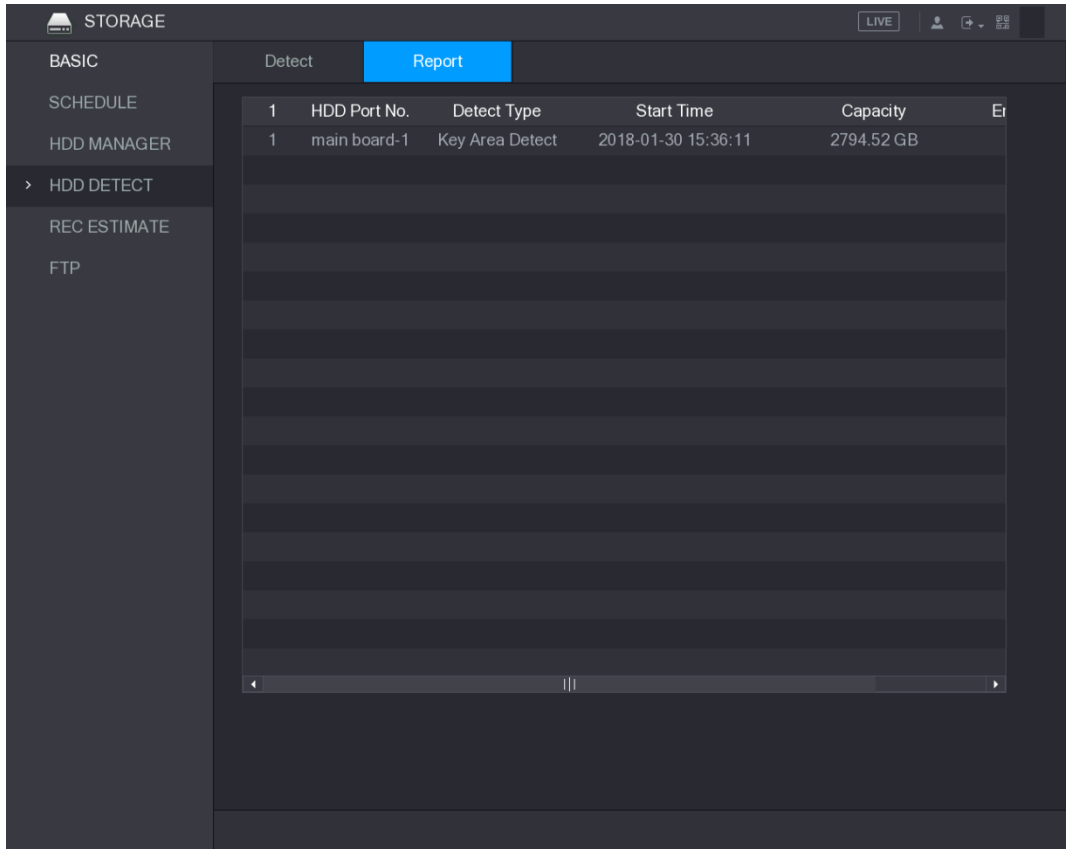 STORAGE LIVE
BASIC Detect Report
SCHEDULE
1 HDD Port No. Detect Type Start Time Capacity
HDD MANAGER
1 main board-1 Key Area Detect 2018-01-30 15:36:11 2794.52 GB
HDD DETECT
REC ESTIMATE
FTP